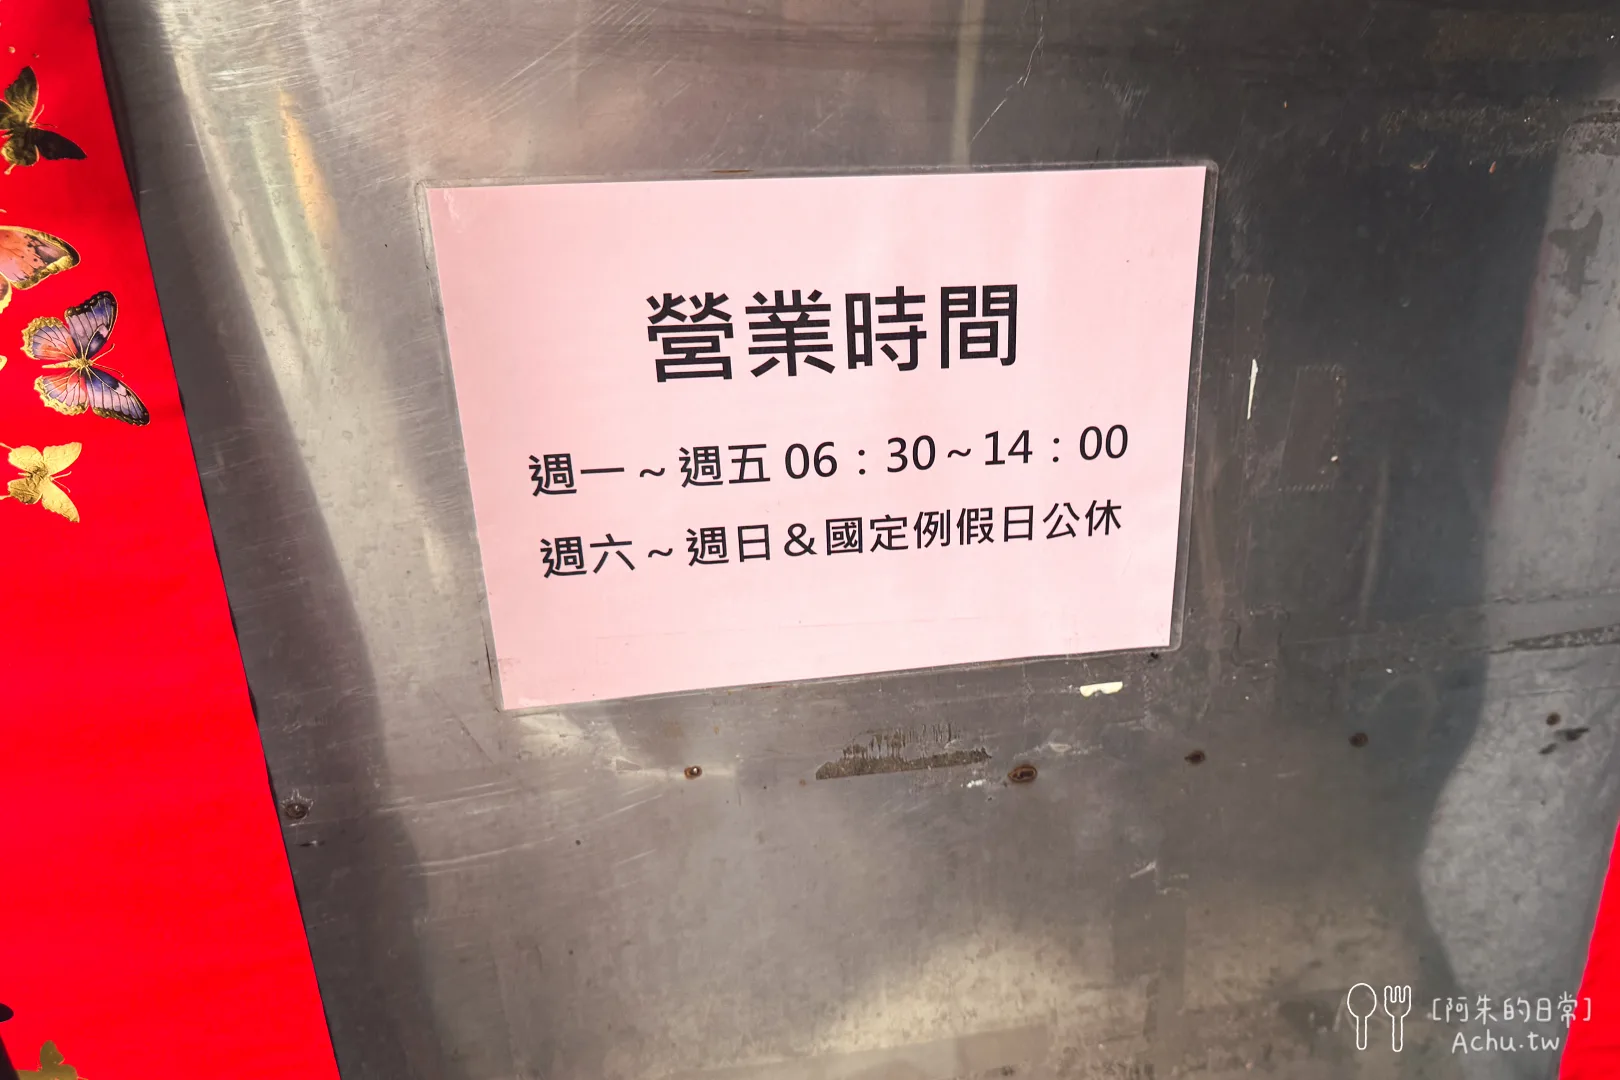 營業時間
週一～週五 06：30～14：00
週六～週日＆國定例假日公休
[阿朱的日常]
Achu.tw